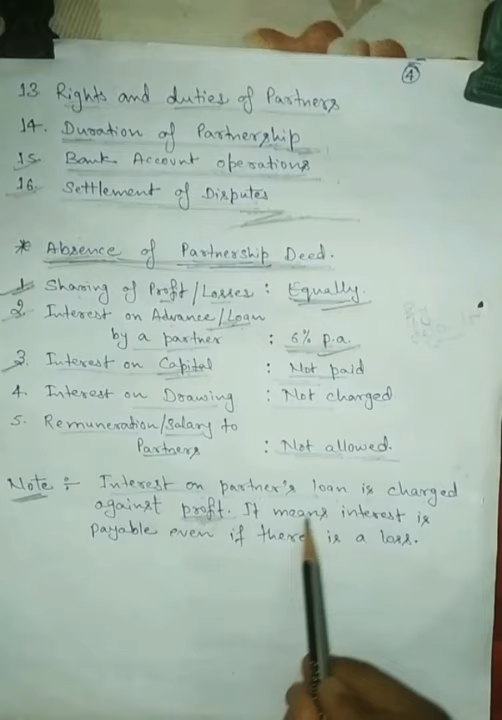 4
13 Rights and duties of Partners
14. Duration of Partnership
15. Bank Account operations
16. Settlement of Disputes
* Absence of Partnership Deed.
1. Sharing of Profit/Losses : Equally.
2. Interest on Advance/Loan
by a partner : 6% p.a.
3. Interest on Capital : Not paid
4. Interest on Drawing : Not charged
5. Remuneration/Salary to
Partners : Not allowed.
Note :- Interest on partner's loan is charged
against profit. It means interest is
payable even if there is a loss.